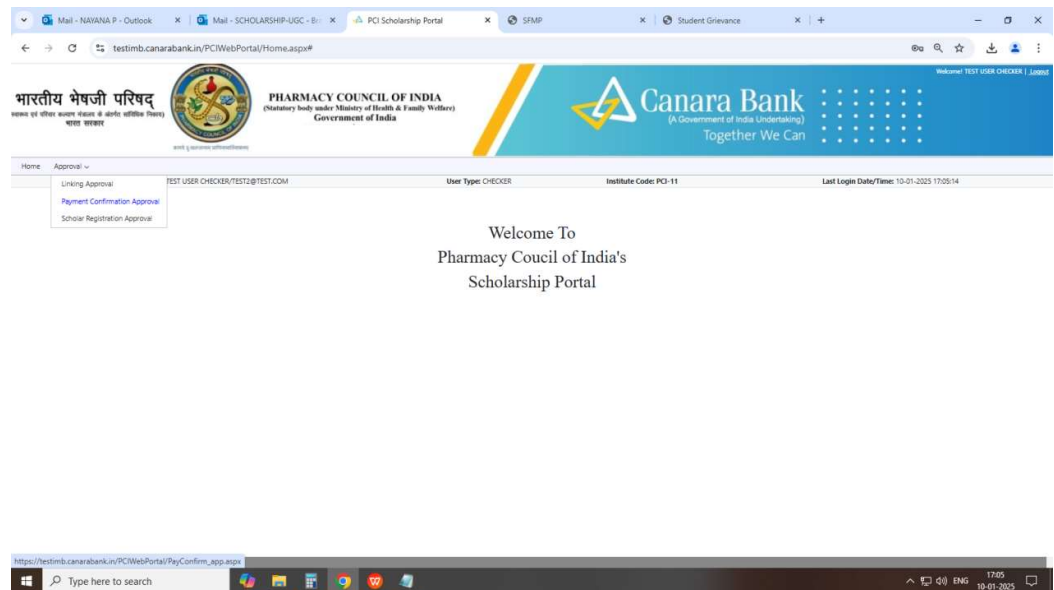 Mail - NAYANA P - Outlook
Mail - SCHOLARSHIP-UGC - Bo
PCI Scholarship Portal
SFMP
Student Grievance
testimb.canarabank.in/PCIWebPortal/Home.aspx#
Welcome! TEST USER CHECKER | Logout
भारतीय भेषजी परिषद्
भारत सरकार
PHARMACY COUNCIL OF INDIA
(Statutory body under Ministry of Health & Family Welfare)
Government of India
Canara Bank
(A Government of India Undertaking)
Together We Can
Home Approval
TEST USER CHECKER/TEST2@TEST.COM User Type: CHECKER Institute Code: PCI-11 Last Login Date/Time: 10-01-2025 17:05:14
Linking Approval
Payment Confirmation Approval
Scholar Registration Approval
Welcome To
Pharmacy Coucil of India's
Scholarship Portal
https://testimb.canarabank.in/PCIWebPortal/PayConfirm_app.aspx
Type here to search
ENG
17:05
10-01-2025